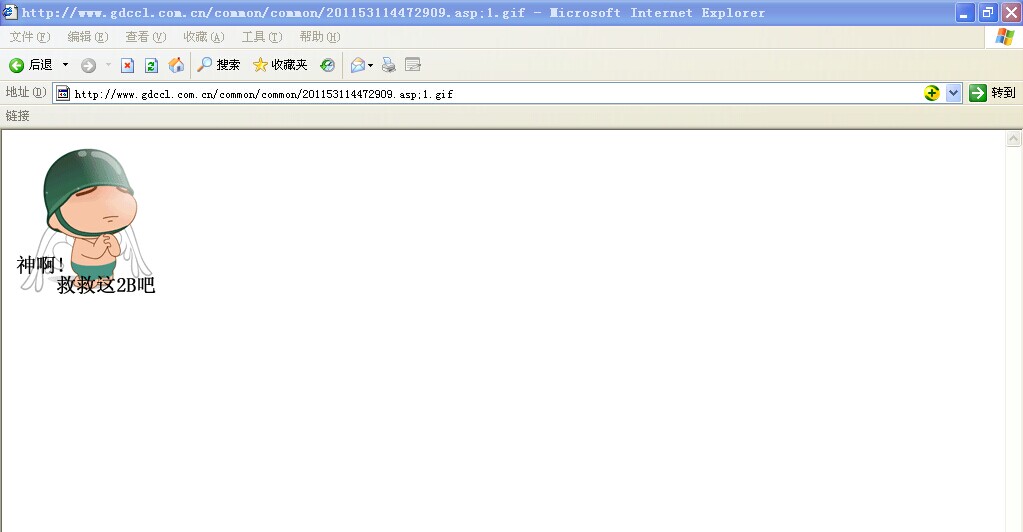 http://www.gdccl.com.cn/common/common/201153114472909.asp;1.gif - Microsoft Internet Explorer
文件(F) 编辑(E) 查看(V) 收藏(A) 工具(T) 帮助(H)
后退 搜索 收藏夹
地址(D) http://www.gdccl.com.cn/common/common/201153114472909.asp;1.gif 转到
链接
神啊!
救救这2B吧